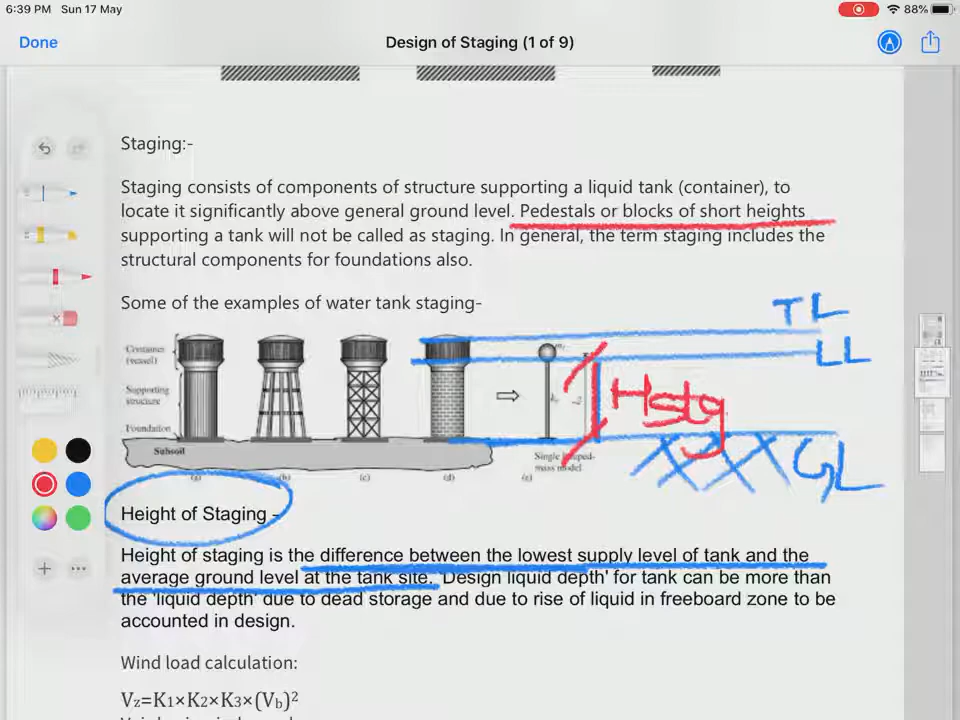 6:39 PM Sun 17 May
88%
Done
Design of Staging (1 of 9)
Staging:-
Staging consists of components of structure supporting a liquid tank (container), to
locate it significantly above general ground level. Pedestals or blocks of short heights
supporting a tank will not be called as staging. In general, the term staging includes the
structural components for foundations also.
Some of the examples of water tank staging-
TL
LL
Container
(vessel)
Supporting
structure
Hstg
Foundation
Subsoil
GL
Single
mass model
(a) (b) (c) (d) (e)
Height of Staging -
Height of staging is the difference between the lowest supply level of tank and the
average ground level at the tank site. 'Design liquid depth' for tank can be more than
the 'liquid depth' due to dead storage and due to rise of liquid in freeboard zone to be
accounted in design.
Wind load calculation:
Vz=K1×K2×K3×(Vb)²